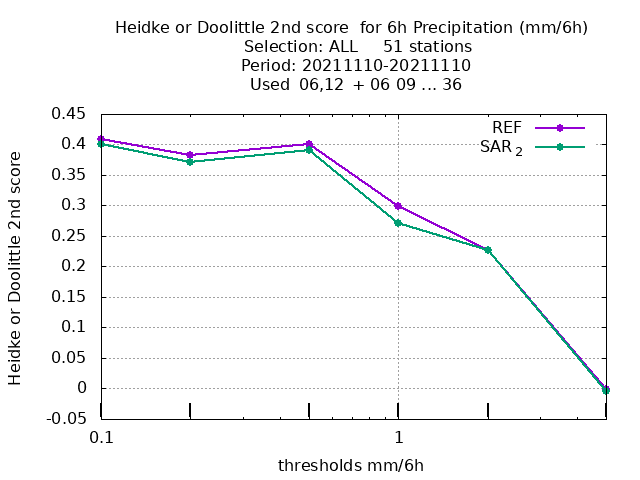 Heidke or Doolittle 2nd score  for 6h Precipitation (mm/6h)
Selection: ALL     51 stations
Period: 20211110-20211110
Used  06,12  + 06 09 ... 36
0.45
0.4
0.35
0.3
0.25
0.2
0.15
0.1
0.05
0
-0.05
Heidke or Doolittle 2nd score
REF
SAR 2
0.1
1
thresholds mm/6h